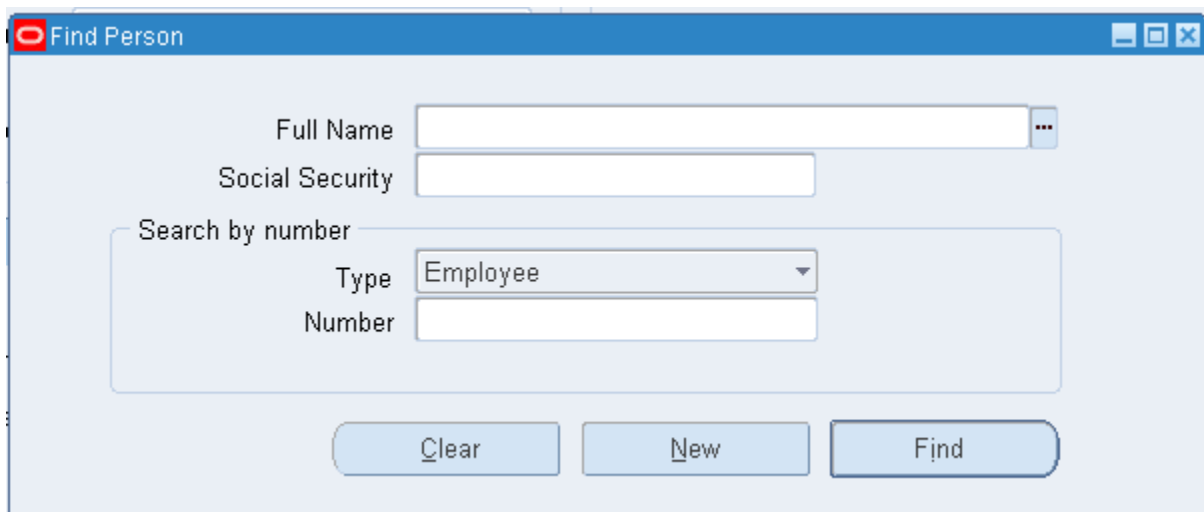 Find Person
Full Name
Social Security
Search by number
Type Employee
Number
Clear New Find